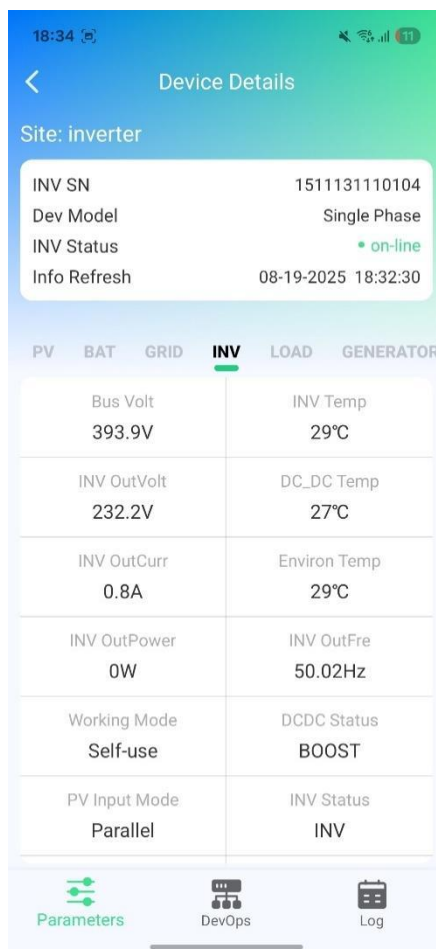 18:34
11
Device Details
Site: inverter
INV SN 1511131110104
Dev Model Single Phase
INV Status • on-line
Info Refresh 08-19-2025 18:32:30
PV BAT GRID INV LOAD GENERATOR
Bus Volt INV Temp
393.9V 29℃
INV OutVolt DC_DC Temp
232.2V 27℃
INV OutCurr Environ Temp
0.8A 29℃
INV OutPower INV OutFre
0W 50.02Hz
Working Mode DCDC Status
Self-use BOOST
PV Input Mode INV Status
Parallel INV
Parameters DevOps Log